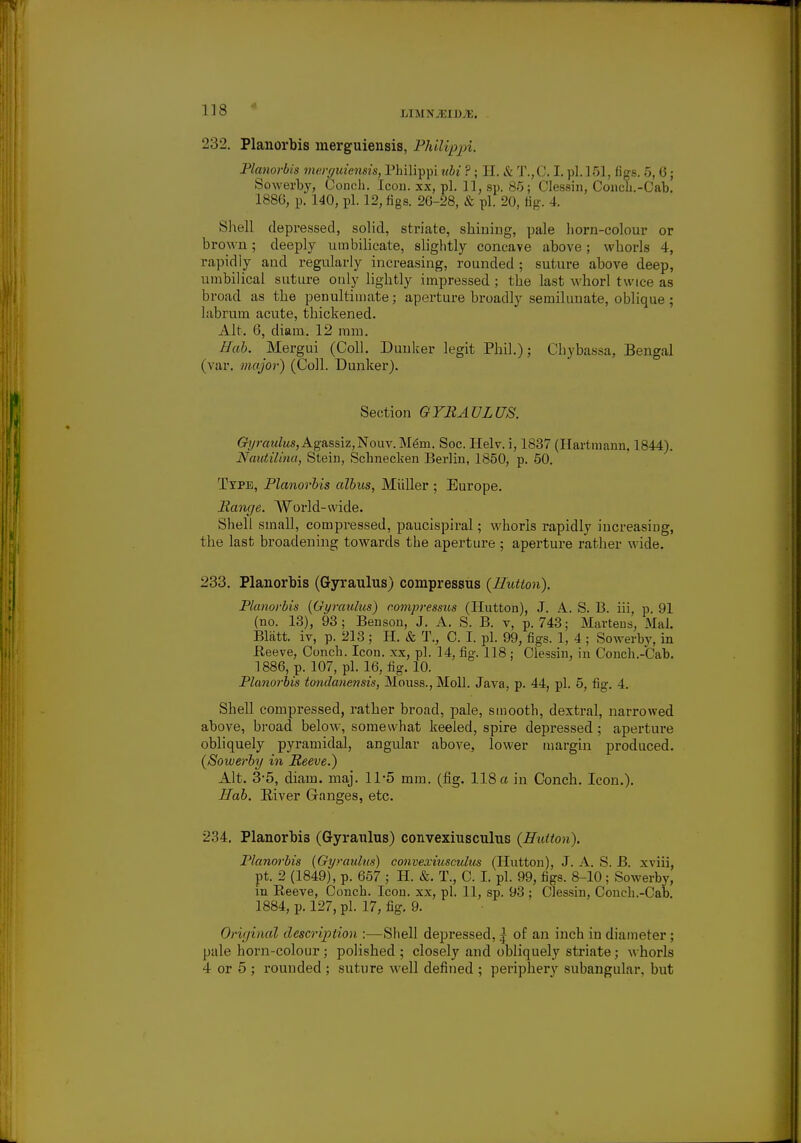 118 LIMNÆIDÆ.
232. Planorbis merguiensis, Philippi.
Planorbis merguiensis, Philippi ubi ? ; H. & T., C. I. pl. 151, figs. 5, 6 ;
Sowerby, Conch. Icon. xx, pl. 11, sp. 85 ; Clessin, Conch.-Cab.
1886, p. 140, pl. 12, figs. 26-28, & pl. 20, fig. 4.
Shell depressed, solid, striate, shining, pale horn-colour or
brown ; deeply umbilicate, slightly concave above ; whorls 4,
rapidly and regularly increasing, rounded ; suture above deep,
umbilical suture only lightly impressed ; the last whorl twice as
broad as the penultimate ; aperture broadly semilunate, oblique ;
labrum acute, thickened.
Alt. 6, diam. 12 mm.
Hab. Mergui (Coll. Dunker legit Phil.) ; Chybassa, Bengal
(var. major) (Coll. Dunker).
Section GYRAULUS.
Gyraulus, Agassiz, Nouv. Mém. Soc. Helv. i, 1837 (Hartmann, 1844).
Nautilina, Stein, Schnecken Berlin, 1850, p. 50.
Type, Planorbis albus, Müller ; Europe.
Range. World-wide.
Shell small, compressed, paucispiral ; whorls rapidly increasing,
the last broadening towards the aperture ; aperture rather wide.
233. Planorbis (Gyraulus) compressus (Hutton).
Planorbis (Gyraulus) compressus (Hutton), J. A. S. B. iii, p. 91
(no. 13), 93 ; Benson, J. A. S. B. v, p. 743 ; Martens, Mal.
Blätt. iv, p. 213 ; H. & T., C. I. pl. 99, figs. 1, 4 ; Sowerby, in
Reeve, Conch. Icon. xx, pl. 14, fig. 118 ; Clessin, in Conch.-Cab.
1886, p. 107, pl. 16, fig. 10.
Planorbis tondanensis, Mouss., Moll. Java, p. 44, pl. 5, fig. 4.
Shell compressed, rather broad, pale, smooth, dextral, narrowed
above, broad below, somewhat keeled, spire depressed ; aperture
obliquely pyramidal, angular above, lower margin produced.
(Sowerby in Reeve.)
Alt. 3·5, diam. maj. 11·5 mm. (fig. 118 a in Conch. Icon.).
Hab. River Ganges, etc.
234. Planorbis (Gyraulus) convexiusculus (Hutton).
Planorbis (Gyraulus) convexiusculus (Hutton), J. A. S. B. xviii,
pt. 2 (1849), p. 657 ; H. &. T., C. I. pl. 99, figs. 8-10 ; Sowerby,
in Reeve, Conch. Icon. xx, pl. 11, sp. 93 ; Clessin, Conch.-Cab.
1884, p. 127, pl. 17, fig. 9.
Original description :—Shell depressed, of an inch in diameter ;
pale horn-colour ; polished ; closely and obliquely striate ; whorls
4 or 5 ; rounded ; suture well defined ; periphery subangular, but